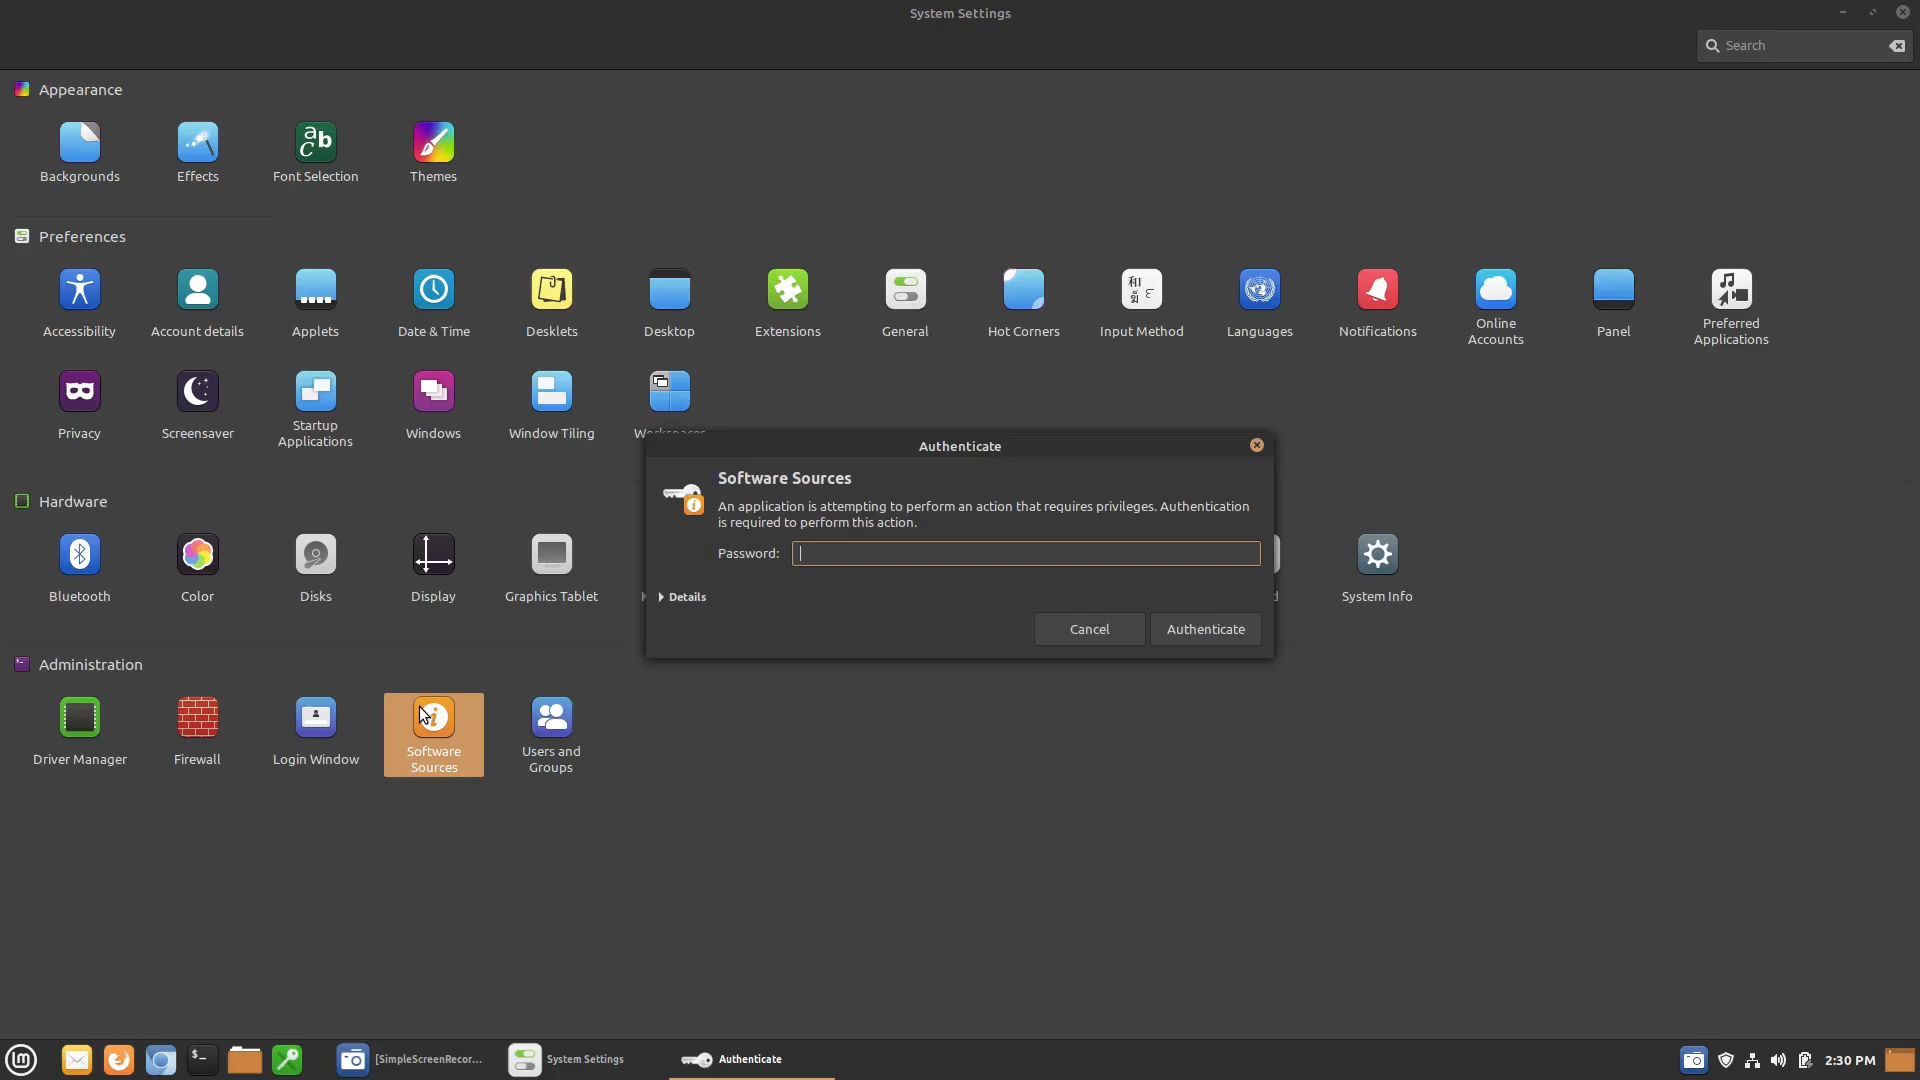 System Settings
Search
Appearance
Backgrounds
Effects
Font Selection
Themes
Preferences
Accessibility
Account details
Applets
Date & Time
Desklets
Desktop
Extensions
General
Hot Corners
Input Method
Languages
Notifications
Online
Accounts
Panel
Preferred
Applications
Privacy
Screensaver
Startup
Applications
Windows
Window Tiling
Workspaces
Authenticate
Software Sources
An application is attempting to perform an action that requires privileges. Authentication
is required to perform this action.
Password:
Details
Cancel
Authenticate
Hardware
Bluetooth
Color
Disks
Display
Graphics Tablet
System Info
Administration
Driver Manager
Firewall
Login Window
Software
Sources
Users and
Groups
[SimpleScreenRecor...
System Settings
Authenticate
2:30 PM